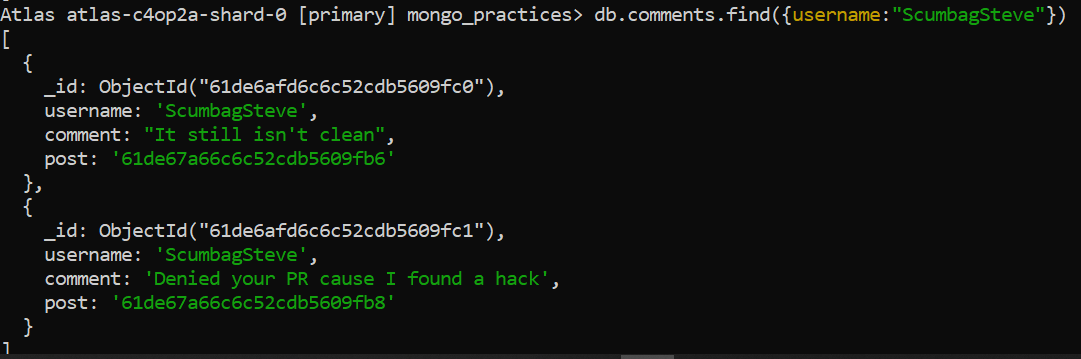 Atlas atlas-c4op2a-shard-0 [primary] mongo_practices> db.comments.find({username:"ScumbagSteve"})
[
  {
    _id: ObjectId("61de6afd6c6c52cdb5609fc0"),
    username: 'ScumbagSteve',
    comment: "It still isn't clean",
    post: '61de67a66c6c52cdb5609fb6'
  },
  {
    _id: ObjectId("61de6afd6c6c52cdb5609fc1"),
    username: 'ScumbagSteve',
    comment: 'Denied your PR cause I found a hack',
    post: '61de67a66c6c52cdb5609fb8'
  }
]